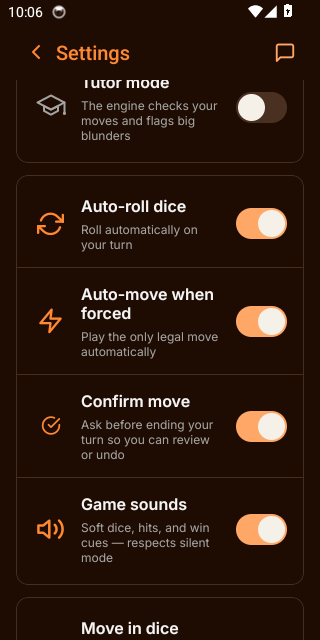 10:06
Settings
Tutor mode
The engine checks your
moves and flags big
blunders
Auto-roll dice
Roll automatically on
your turn
Auto-move when
forced
Play the only legal move
automatically
Confirm move
Ask before ending your
turn so you can review
or undo
Game sounds
Soft dice, hits, and win
cues — respects silent
mode
Move in dice